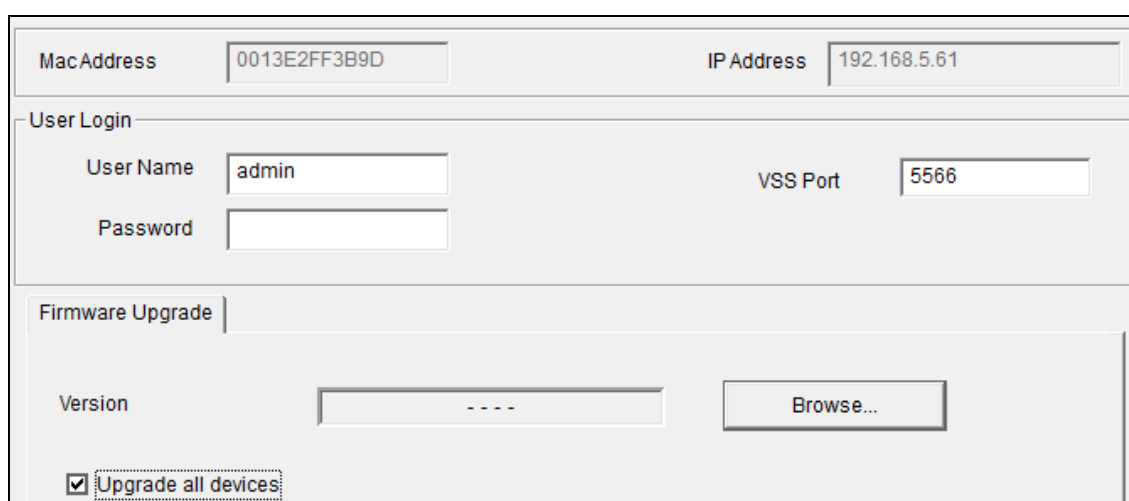 Mac Address 0013E2FF3B9D IP Address 192.168.5.61
User Login
User Name admin VSS Port 5566
Password
Firmware Upgrade
Version - - - - Browse...
Upgrade all devices